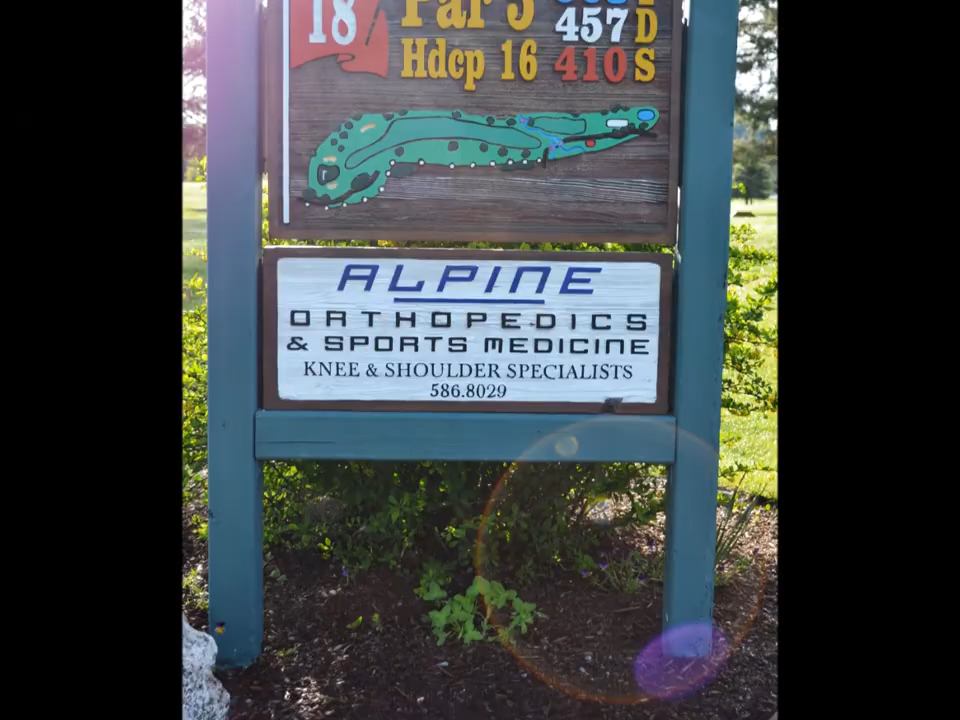 18
Par 5
457 D
Hdcp 16
410 S
ALPINE
ORTHOPEDICS
& SPORTS MEDICINE
KNEE & SHOULDER SPECIALISTS
586.8029